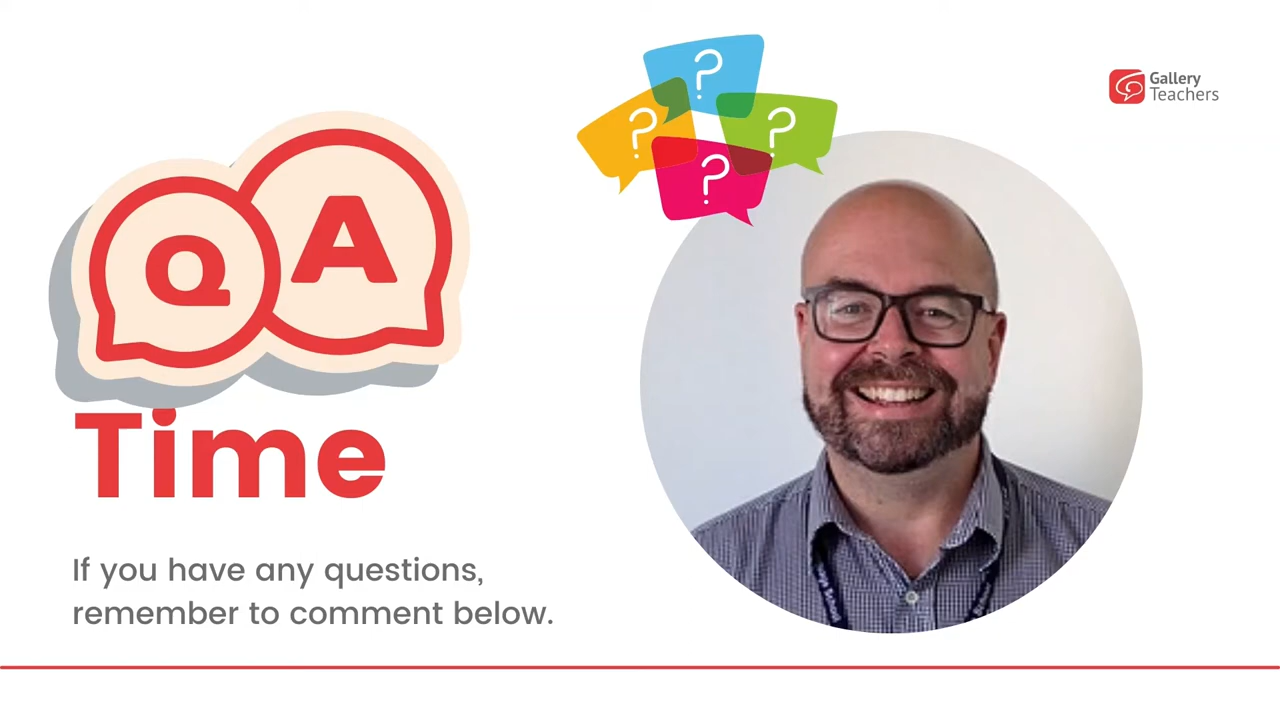 Gallery
Teachers
?
?
?
?
Q A
Time
If you have any questions,
remember to comment below.